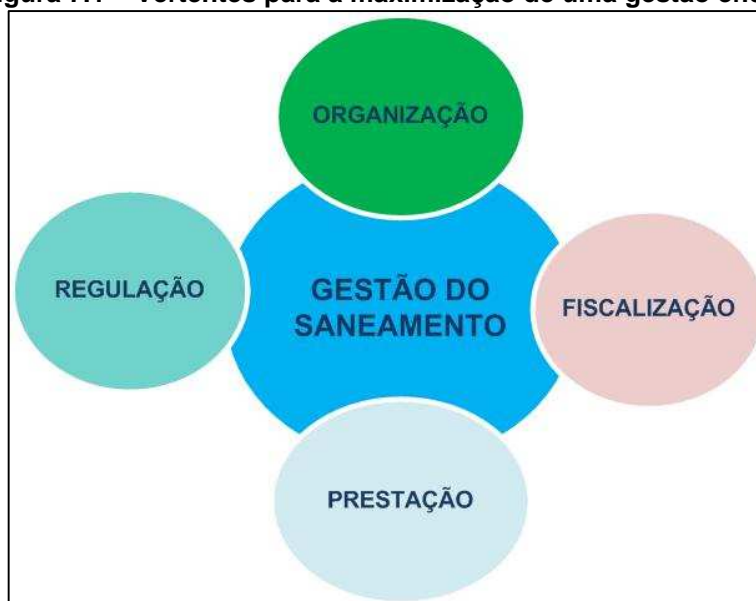 Vertentes para a maximização de uma gestão
ORGANIZAÇÃO
REGULAÇÃO
GESTÃO DO
SANEAMENTO
FISCALIZAÇÃO
PRESTAÇÃO